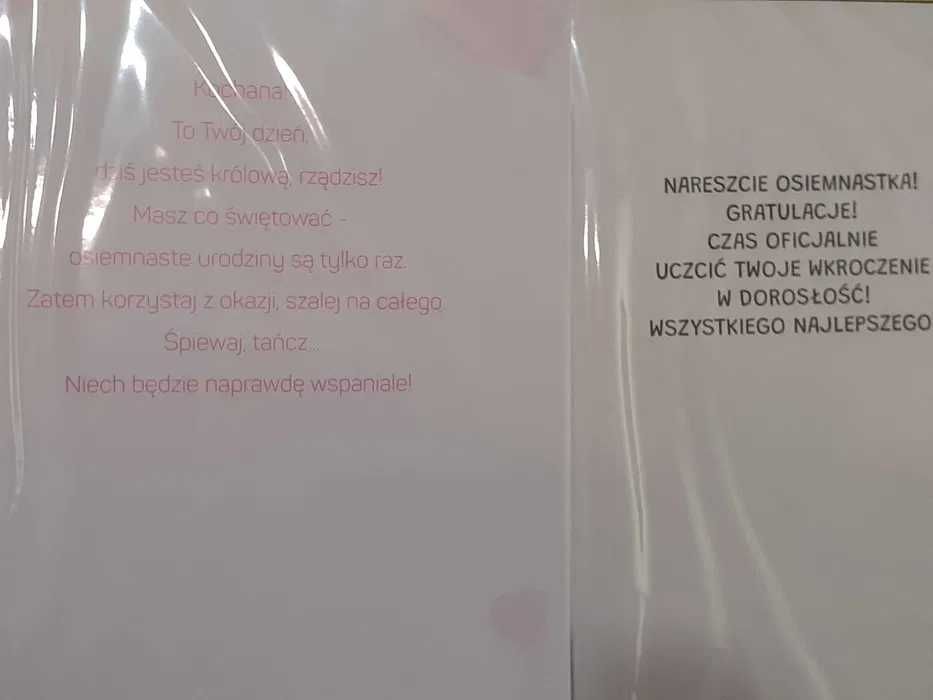 Kochana!
To Twój dzień,
dziś jesteś królową, rządzisz!
Masz co świętować -
osiemnaste urodziny są tylko raz.
Zatem korzystaj z okazji, szalej na całego.
Śpiewaj, tańcz...
Niech będzie naprawdę wspaniale!
NARESZCIE OSIEMNASTKA!
GRATULACJE!
CZAS OFICJALNIE
UCZCIĆ TWOJE WKROCZENIE
W DOROSŁOŚĆ!
WSZYSTKIEGO NAJLEPSZEGO